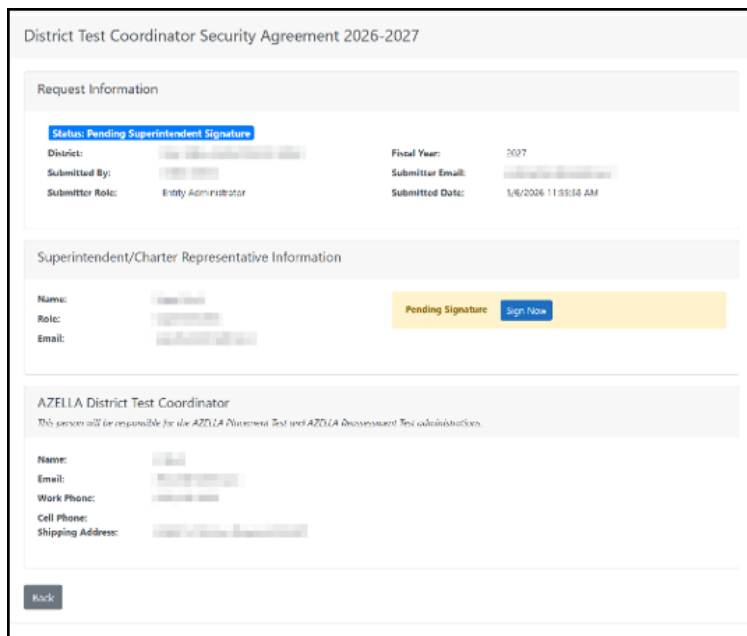 District Test Coordinator Security Agreement 2026-2027
Request Information
Status: Pending Superintendent Signature
District:
Fiscal Year: 2027
Submitted By:
Submitter Email:
Submitter Role: Entity Administrator
Submitted Date: 5/6/2026 11:55:58 AM
Superintendent/Charter Representative Information
Name:
Pending Signature Sign Now
Role:
Email:
AZELLA District Test Coordinator
This person will be responsible for the AZELLA Placement Test and AZELLA Reassessment Test administrations.
Name:
Email:
Work Phone:
Cell Phone:
Shipping Address:
Back